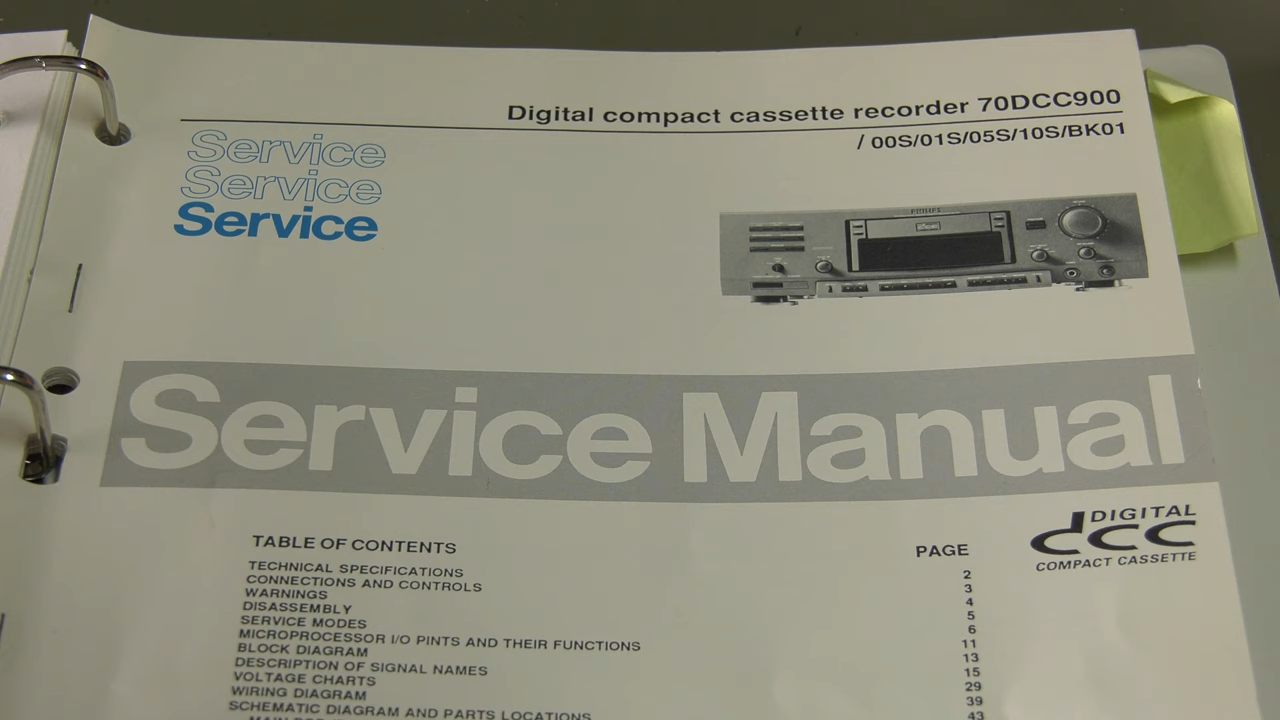 Digital compact cassette recorder 70DCC900
/ 00S/01S/05S/10S/BK01
Service
Service
Service
PHILIPS
Service Manual
DIGITAL
dcc
COMPACT CASSETTE
TABLE OF CONTENTS PAGE
TECHNICAL SPECIFICATIONS 2
CONNECTIONS AND CONTROLS 3
WARNINGS 4
DISASSEMBLY 5
SERVICE MODES 6
MICROPROCESSOR I/O PINTS AND THEIR FUNCTIONS 11
BLOCK DIAGRAM 13
DESCRIPTION OF SIGNAL NAMES 15
VOLTAGE CHARTS 29
WIRING DIAGRAM 39
SCHEMATIC DIAGRAM AND PARTS LOCATIONS 43